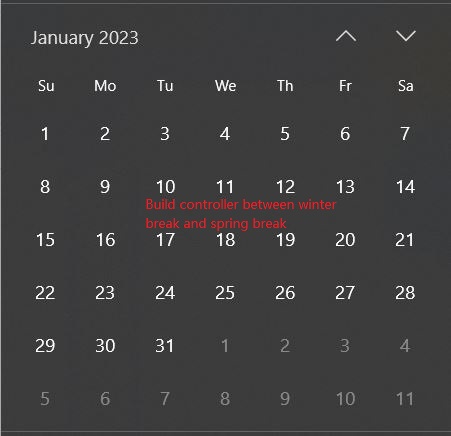 January 2023
Su Mo Tu We Th Fr Sa
1 2 3 4 5 6 7
8 9 10 11 12 13 14
Build controller between winter
break and spring break
15 16 17 18 19 20 21
22 23 24 25 26 27 28
29 30 31 1 2 3 4
5 6 7 8 9 10 11